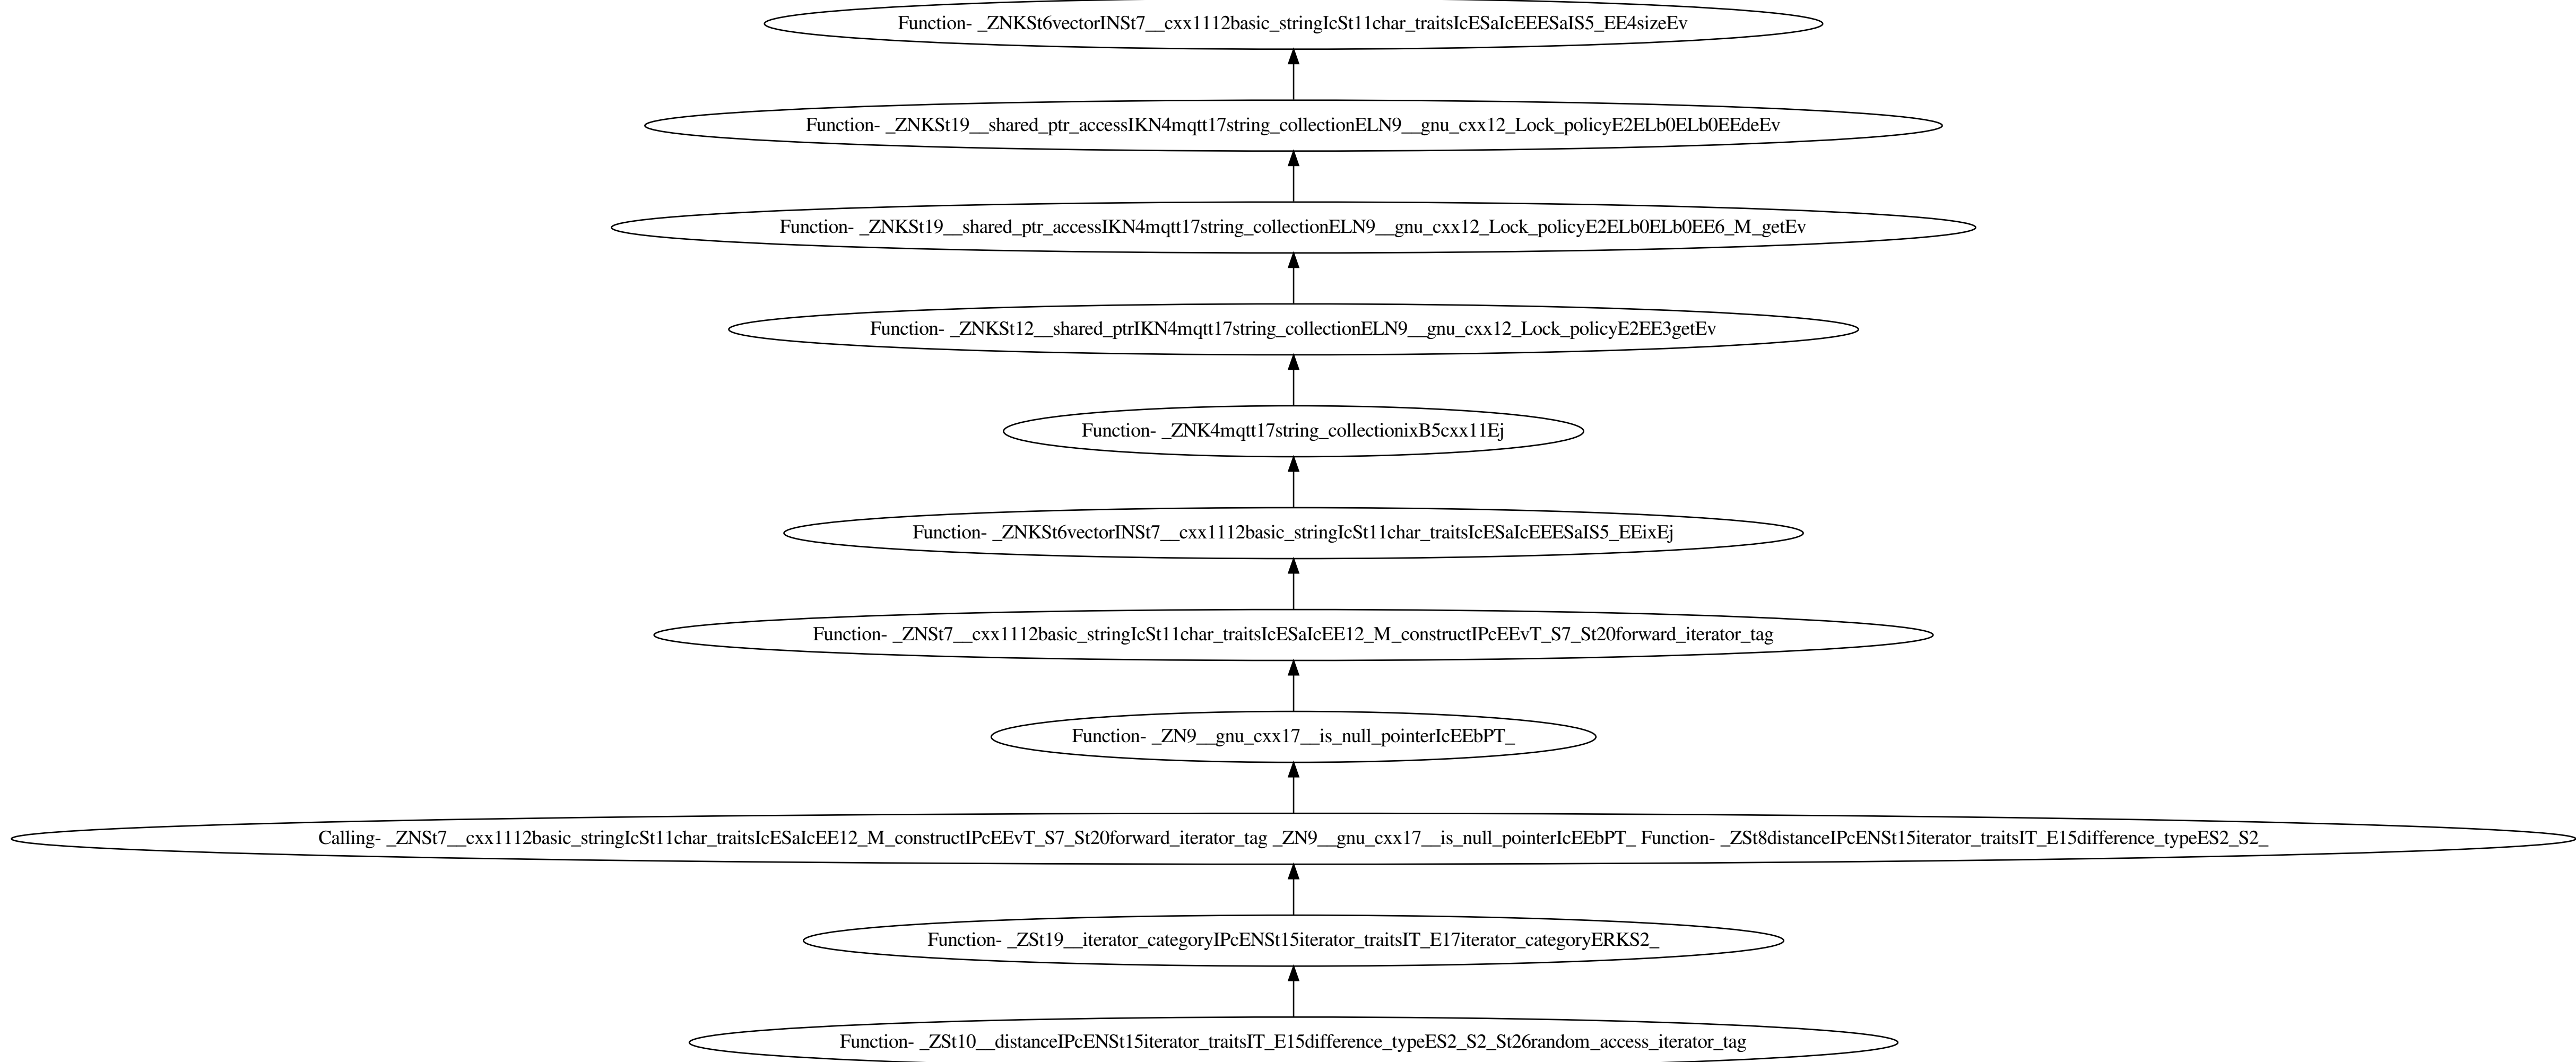 Function- _ZNKSt6vectorINSt7__cxx1112basic_stringIcSt11char_traitsIcESaIcEEESaIS5_EE4sizeEv
Function- _ZNKSt19__shared_ptr_accessIKN4mqtt17string_collectionELN9__gnu_cxx12_Lock_policyE2ELb0ELb0EEdeEv
Function- _ZNKSt19__shared_ptr_accessIKN4mqtt17string_collectionELN9__gnu_cxx12_Lock_policyE2ELb0ELb0EE6_M_getEv
Function- _ZNKSt12__shared_ptrIKN4mqtt17string_collectionELN9__gnu_cxx12_Lock_policyE2EE3getEv
Function- _ZNK4mqtt17string_collectionixB5cxx11Ej
Function- _ZNKSt6vectorINSt7__cxx1112basic_stringIcSt11char_traitsIcESaIcEEESaIS5_EEixEj
Function- _ZNSt7__cxx1112basic_stringIcSt11char_traitsIcESaIcEE12_M_constructIPcEEvT_S7_St20forward_iterator_tag
Function- _ZN9__gnu_cxx17__is_null_pointerIcEEbPT_
Calling- _ZNSt7__cxx1112basic_stringIcSt11char_traitsIcESaIcEE12_M_constructIPcEEvT_S7_St20forward_iterator_tag _ZN9__gnu_cxx17__is_null_pointerIcEEbPT_ Function- _ZSt8distanceIPcENSt15iterator_traitsIT_E15difference_typeES2_S2_
Function- _ZSt19__iterator_categoryIPcENSt15iterator_traitsIT_E17iterator_categoryERKS2_
Function- _ZSt10__distanceIPcENSt15iterator_traitsIT_E15difference_typeES2_S2_St26random_access_iterator_tag